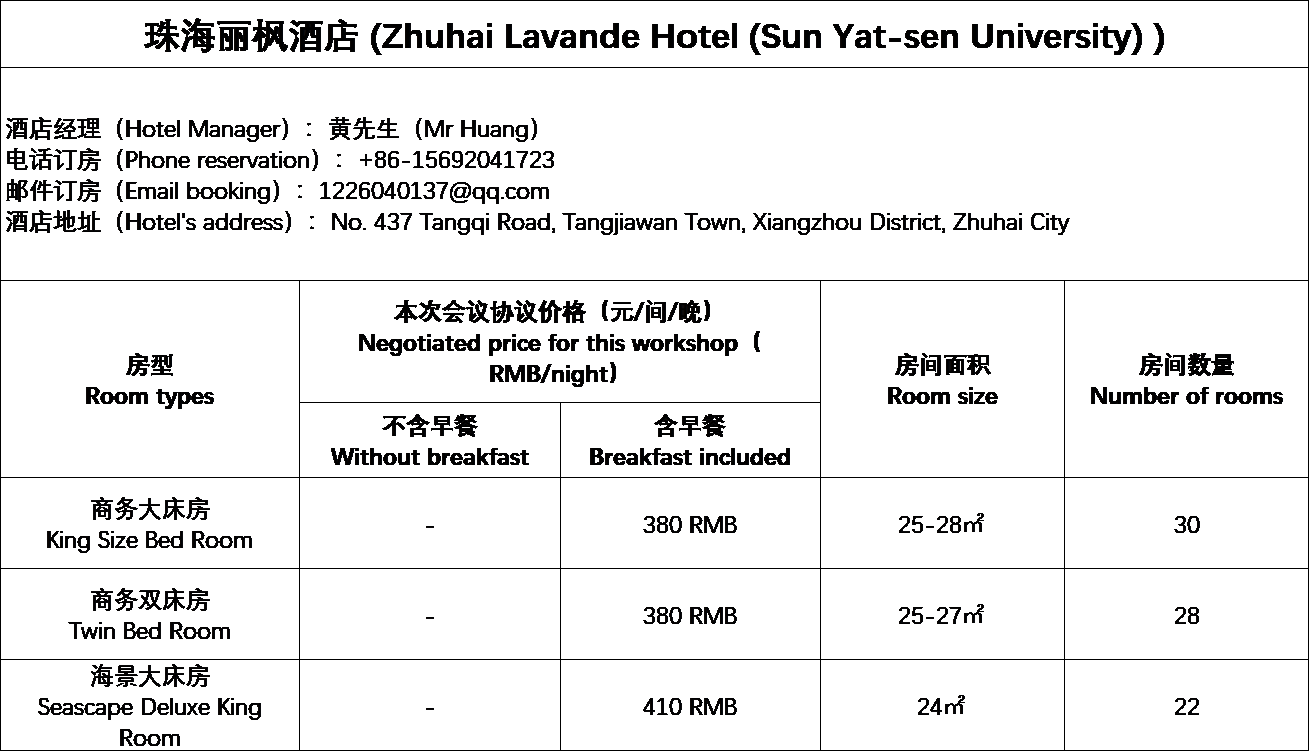 珠海丽枫酒店 (Zhuhai Lavande Hotel (Sun Yat-sen University) )
酒店经理（Hotel Manager）：黄先生（Mr Huang）
电话订房（Phone reservation）：+86-15692041723
邮件订房（Email booking）：1226040137@qq.com
酒店地址（Hotel's address）：No. 437 Tangqi Road, Tangjiawan Town, Xiangzhou District, Zhuhai City
房型
Room types
本次会议协议价格（元/间/晚）
Negotiated price for this workshop（
RMB/night）
不含早餐
Without breakfast
含早餐
Breakfast included
房间面积
Room size
房间数量
Number of rooms
商务大床房
King Size Bed Room
-
380 RMB
25-28㎡
30
商务双床房
Twin Bed Room
-
380 RMB
25-27㎡
28
海景大床房
Seascape Deluxe King
Room
-
410 RMB
24㎡
22